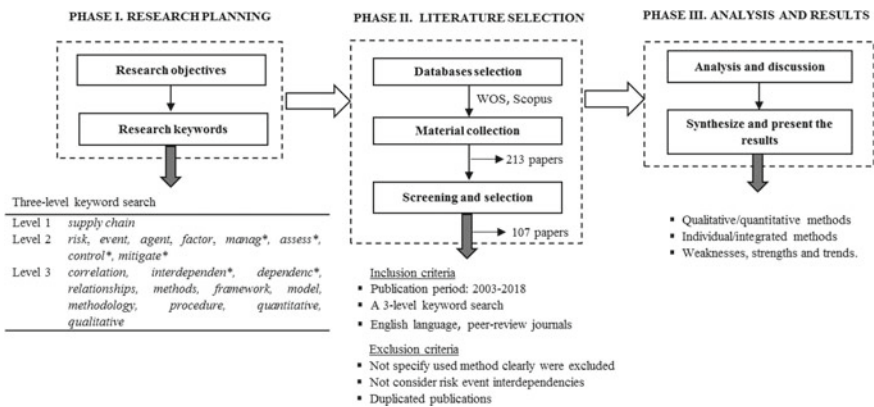 PHASE I. RESEARCH PLANNING
Research objectives
Research keywords
Three-level keyword search
Level 1 supply chain
Level 2 risk, event, agent, factor, manag*, assess*,
control*, mitigate*
Level 3 correlation, interdependen*, dependenc*,
relationships, methods, framework, model,
methodology, procedure, quantitative,
qualitative
PHASE II. LITERATURE SELECTION
Databases selection
WOS, Scopus
Material collection
213 papers
Screening and selection
107 papers
Inclusion criteria
▪ Publication period: 2003-2018
▪ A 3-level keyword search
▪ English language, peer-review journals
Exclusion criteria
▪ Not specify used method clearly were excluded
▪ Not consider risk event interdependencies
▪ Duplicated publications
PHASE III. ANALYSIS AND RESULTS
Analysis and discussion
Synthesize and present the
results
▪ Qualitative/quantitative methods
▪ Individual/integrated methods
▪ Weaknesses, strengths and trends.